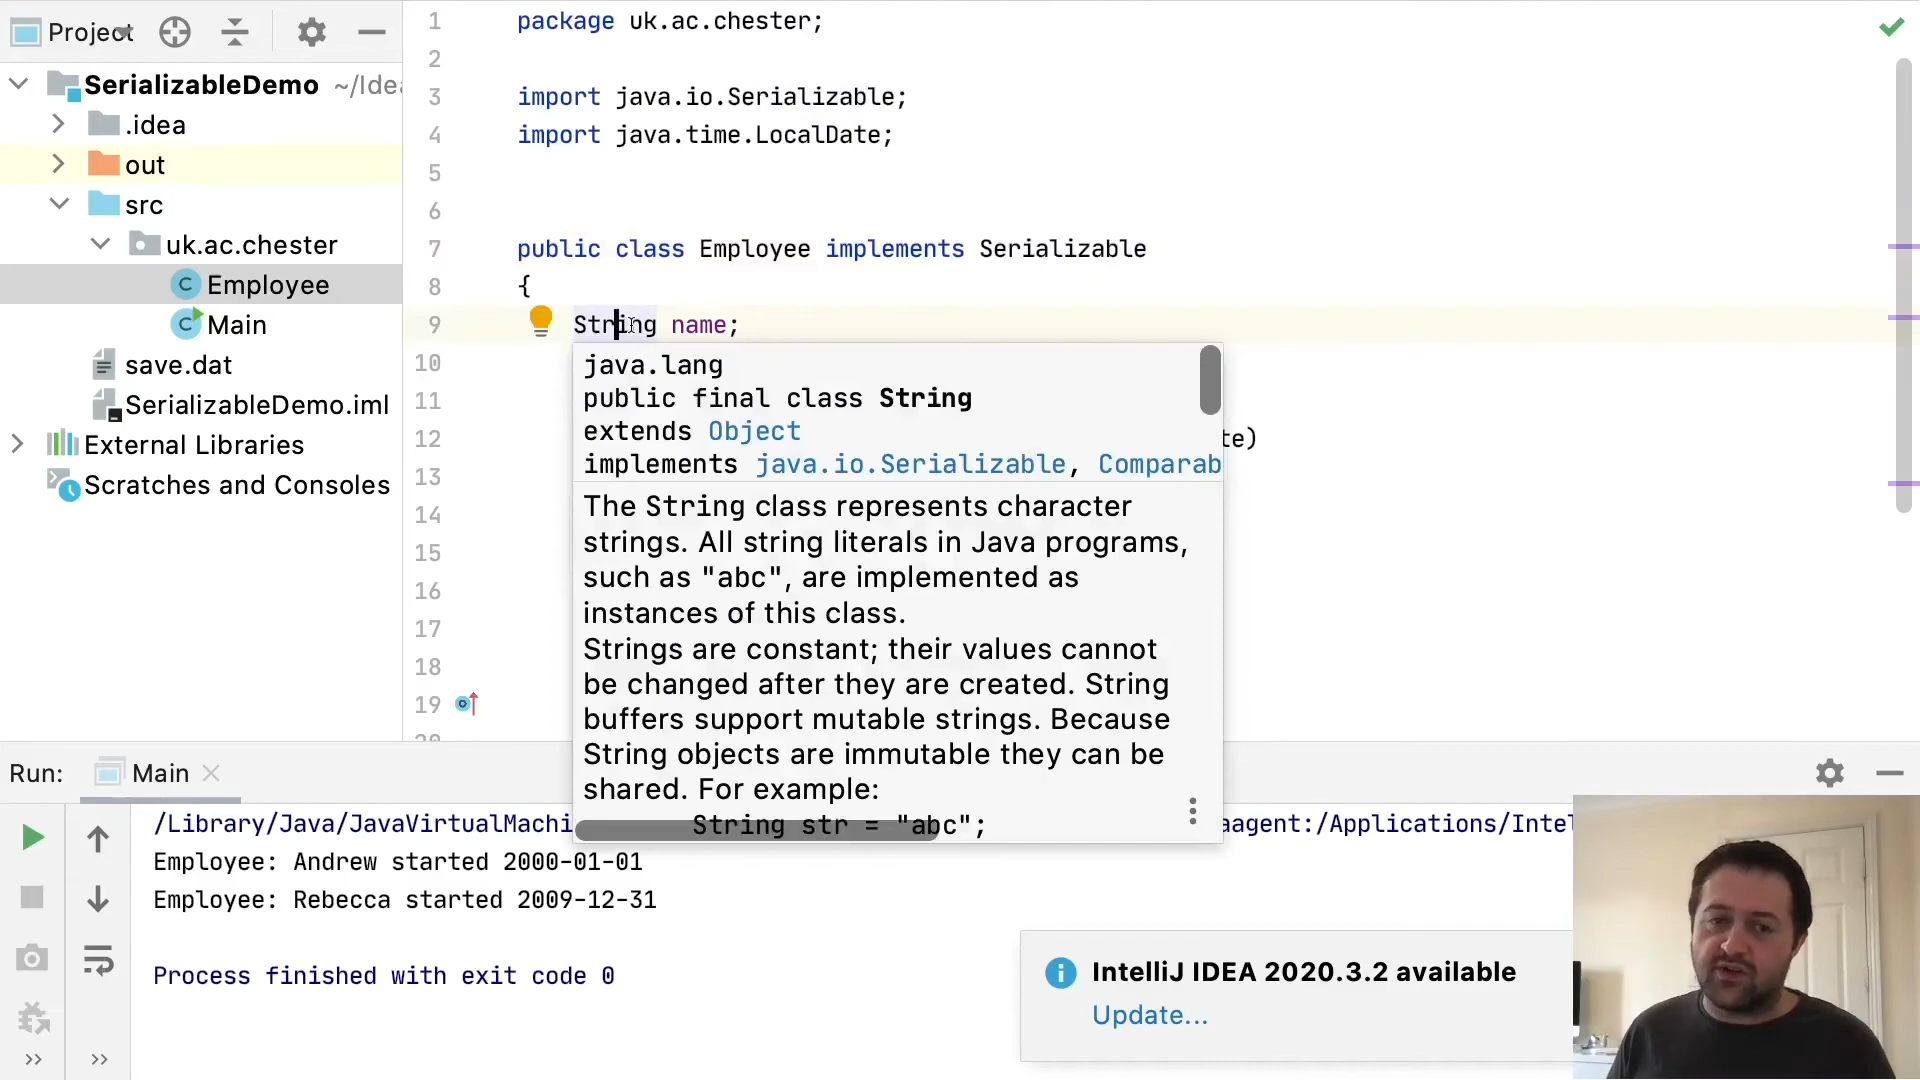 Project
SerializableDemo ~/Idea
.idea
out
src
uk.ac.chester
Employee
Main
save.dat
SerializableDemo.iml
External Libraries
Scratches and Consoles
1 package uk.ac.chester;
2
3 import java.io.Serializable;
4 import java.time.LocalDate;
5
6
7 public class Employee implements Serializable
8 {
9 String name;
10
11
12 te)
13
14
15
16
17
18
19
20
java.lang
public final class String
extends Object
implements java.io.Serializable, Comparab
The String class represents character
strings. All string literals in Java programs,
such as "abc", are implemented as
instances of this class.
Strings are constant; their values cannot
be changed after they are created. String
buffers support mutable strings. Because
String objects are immutable they can be
shared. For example:
String str = "abc";
Run: Main
/Library/Java/JavaVirtualMachi aagent:/Applications/Intel
Employee: Andrew started 2000-01-01
Employee: Rebecca started 2009-12-31
Process finished with exit code 0
IntelliJ IDEA 2020.3.2 available
Update...